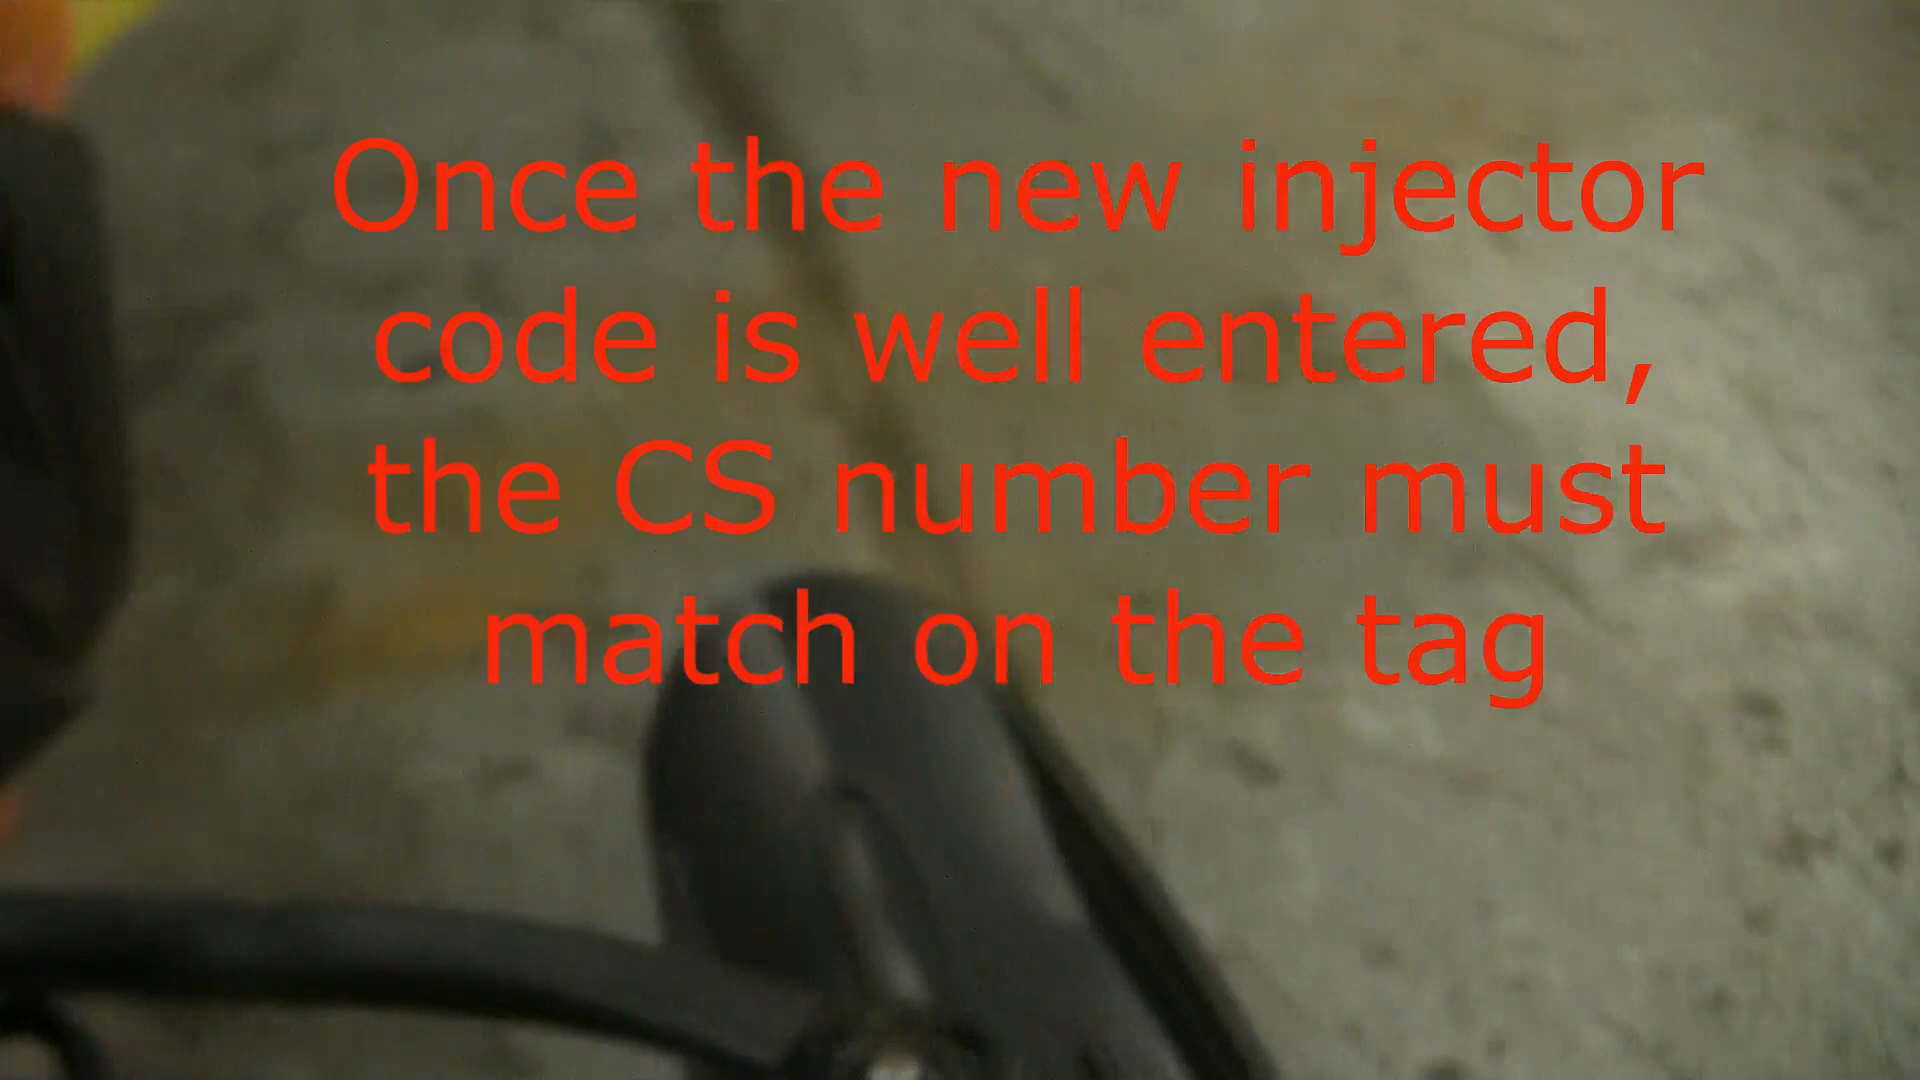 Once the new injector
code is well entered,
the CS number must
match on the tag